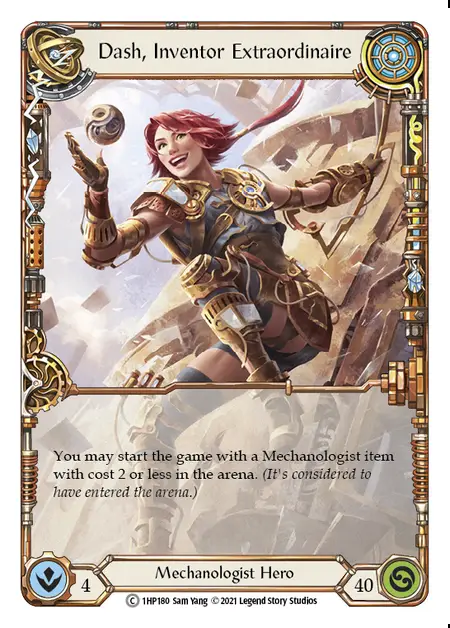 Dash, Inventor Extraordinaire
You may start the game with a Mechanologist item
with cost 2 or less in the arena. (It's considered to
have entered the arena.)
4
Mechanologist Hero
40
C 1HP180 Sam Yang © 2021 Legend Story Studios